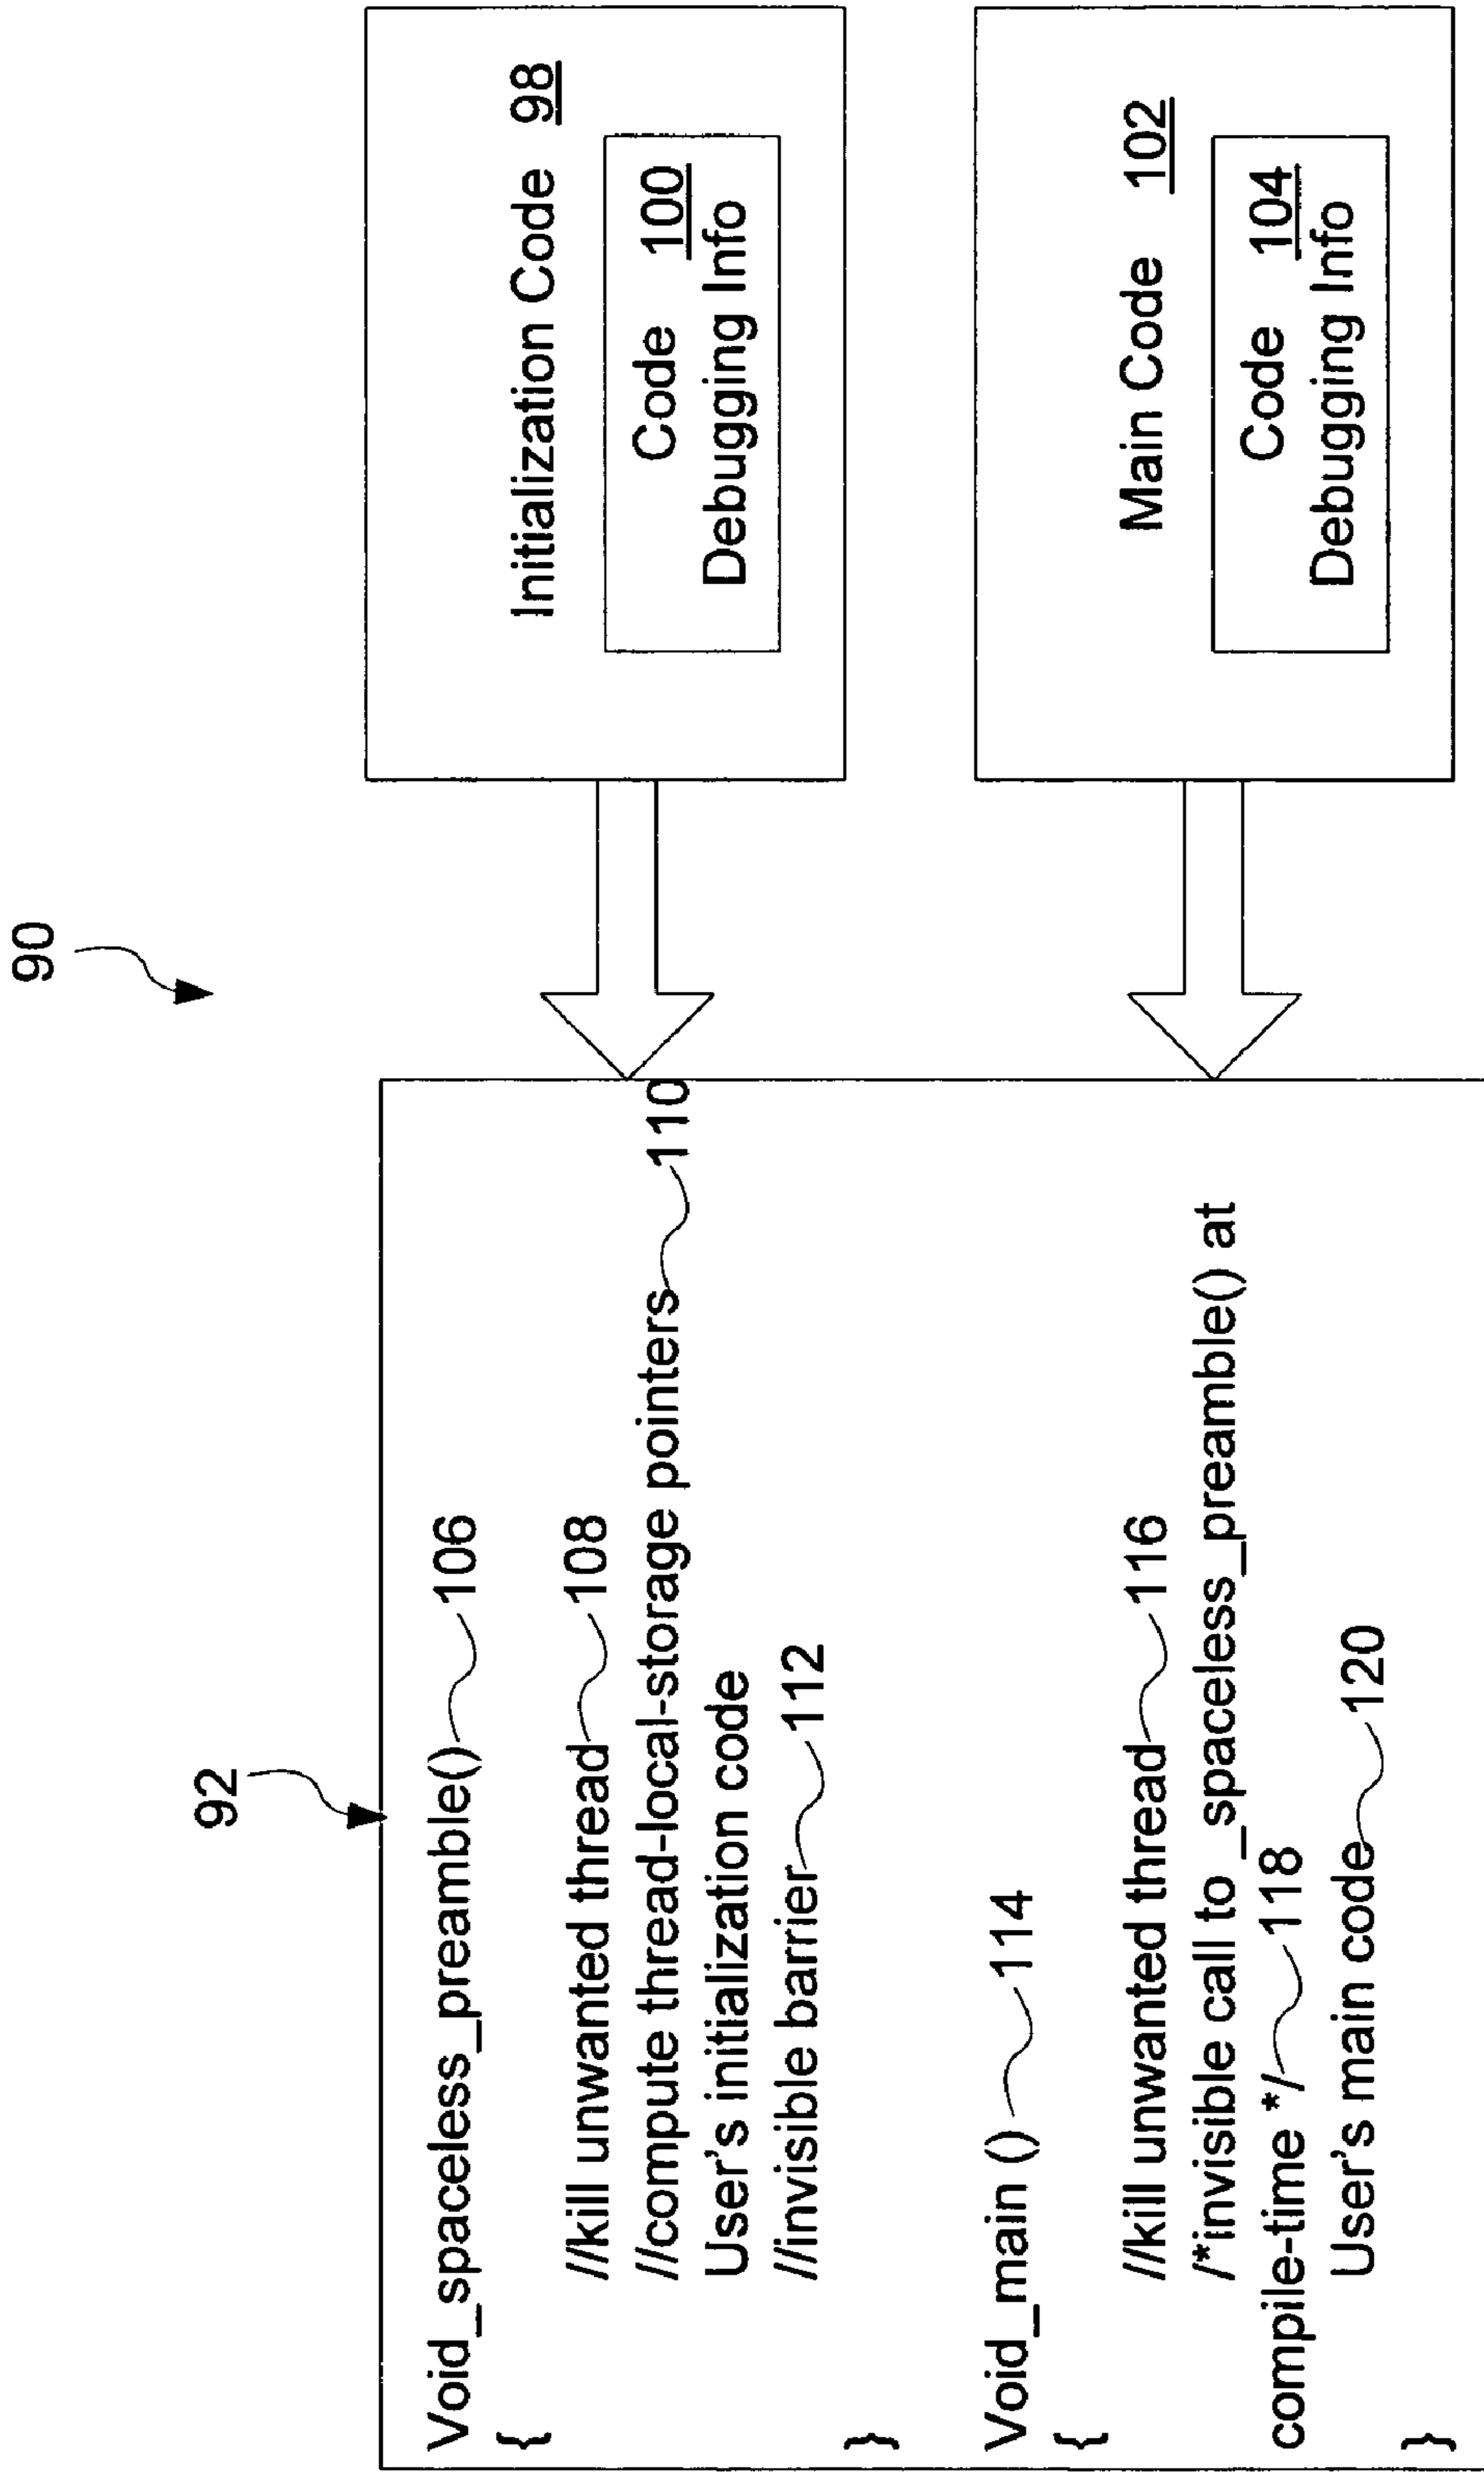 90
92
Void_spaceless_preamble() 106
{
//kill unwanted thread 108
//compute thread-local-storage pointers 110
User's initialization code
//invisible barrier 112
}
Void_main () 114
{
//kill unwanted thread 116
/*invisible call to _spaceless_preamble() at
compile-time */ 118
User's main code 120
}
Initialization Code 98
Code 100
Debugging Info
Main Code 102
Code 104
Debugging Info